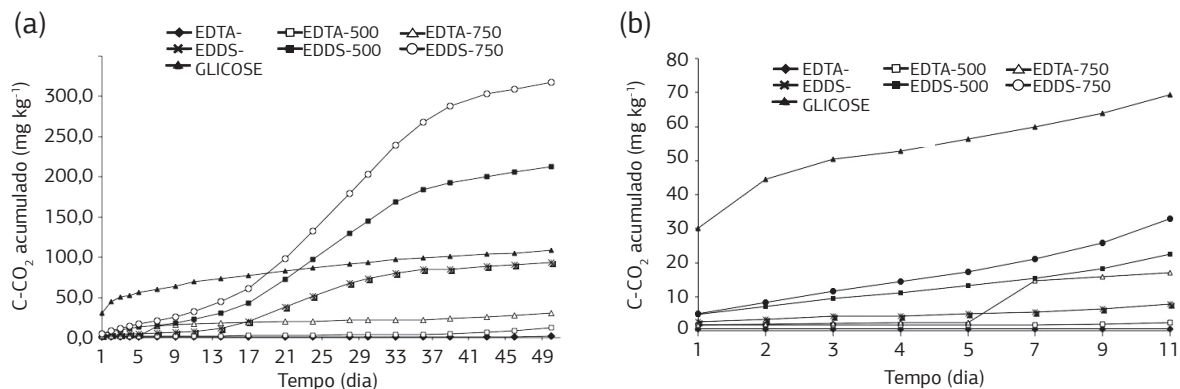 (a)
EDTA- EDTA-500 EDTA-750
EDDS- EDDS-500 EDDS-750
GLICOSE
C-CO₂ acumulado (mg kg⁻¹)
300,0
250,0
200,0
150,0
100,0
50,0
0,0
1 5 9 13 17 21 25 29 33 37 41 45 49
Tempo (dia)
(b)
EDTA- EDTA-500 EDTA-750
EDDS- EDDS-500 EDDS-750
GLICOSE
C-CO₂ acumulado (mg kg⁻¹)
80
70
60
50
40
30
20
10
0
1 2 3 4 5 7 9 11
Tempo (dia)